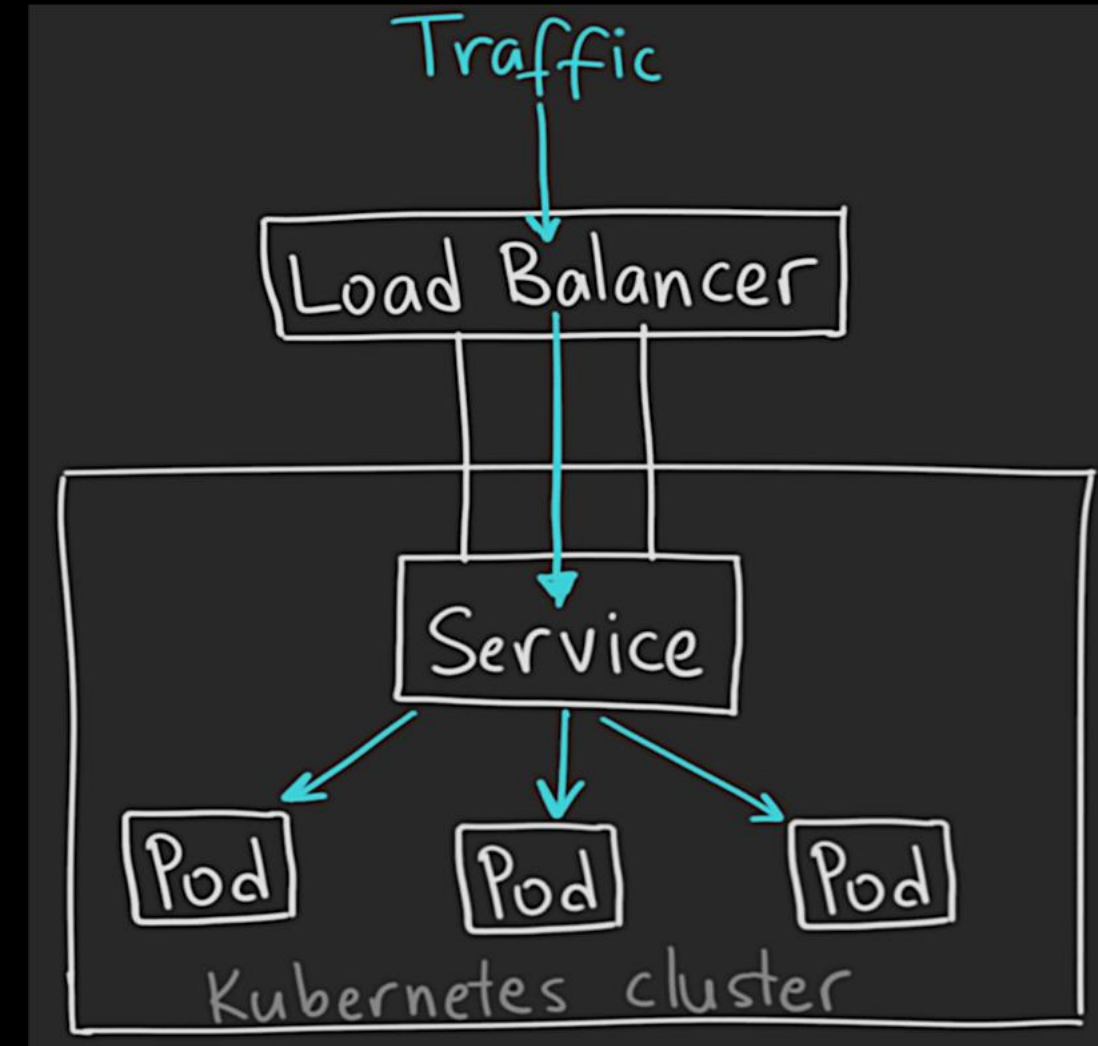 Traffic
Load Balancer
Service
Pod
Pod
Pod
Kubernetes cluster